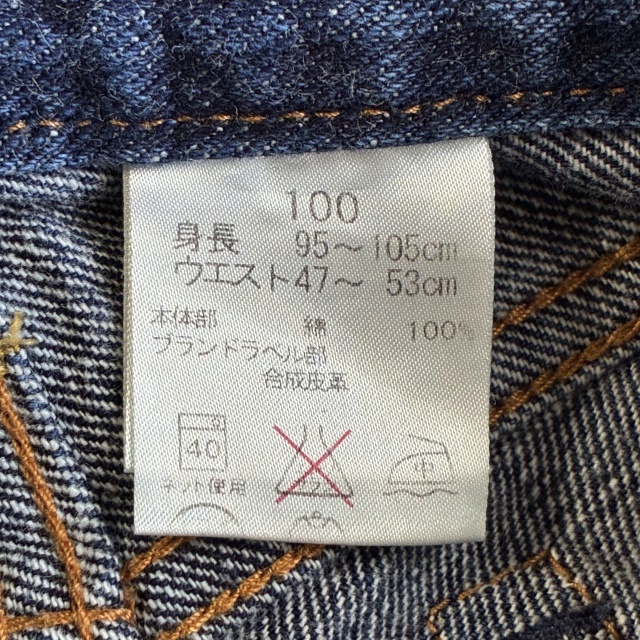 100
身長 95～105cm
ウエスト47～ 53cm
本体部 綿 100%
ブランドラベル部
合成皮革
40 中
ネット使用